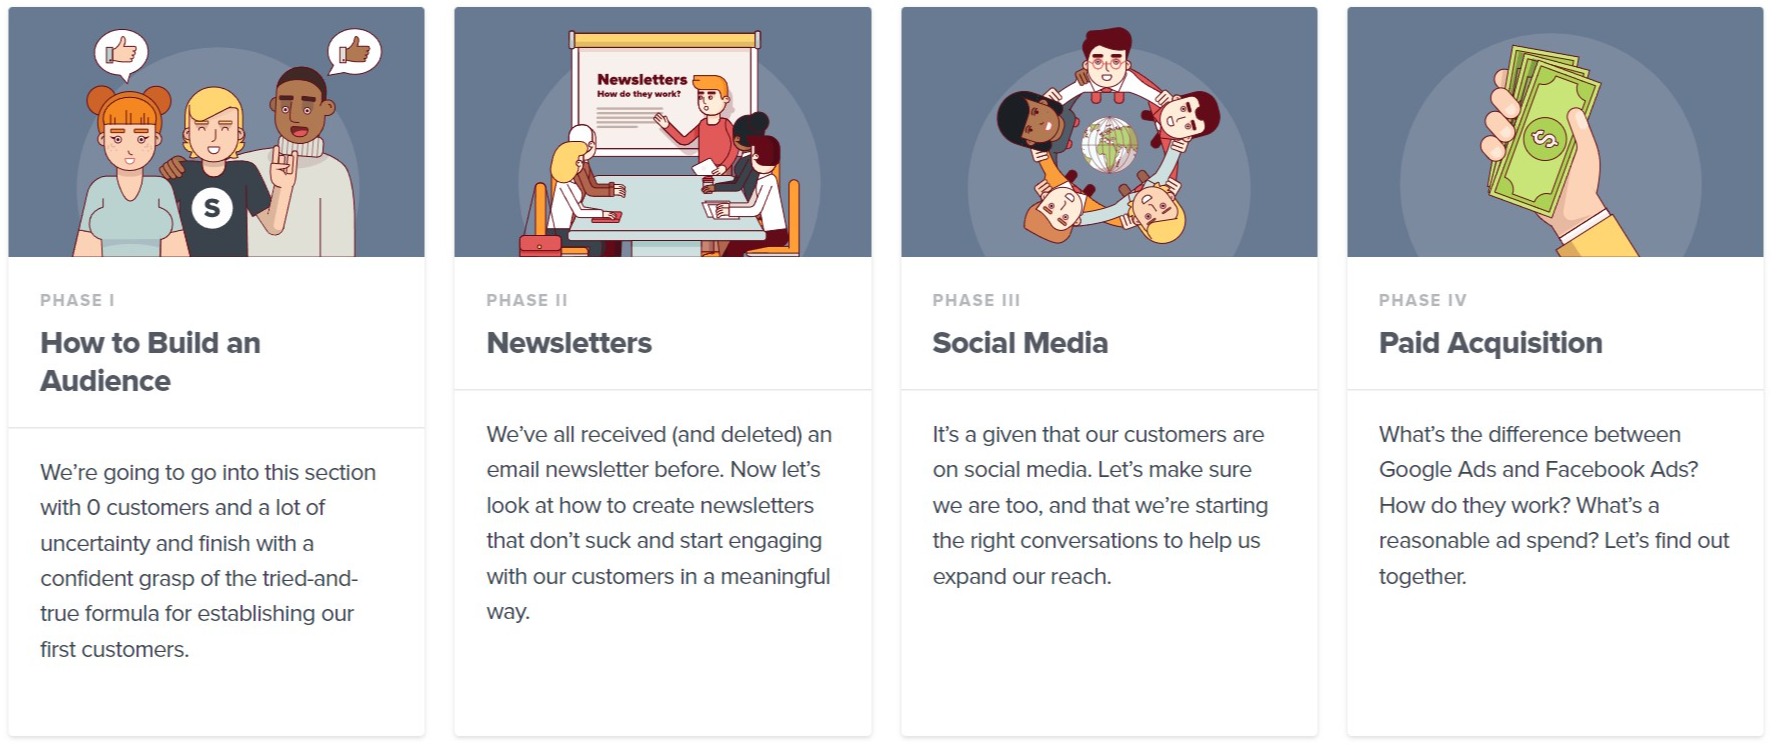 S
PHASE I
How to Build an
Audience
We’re going to go into this section
with 0 customers and a lot of
uncertainty and finish with a
confident grasp of the tried-and-
true formula for establishing our
first customers.
Newsletters
How do they work?
PHASE II
Newsletters
We’ve all received (and deleted) an
email newsletter before. Now let’s
look at how to create newsletters
that don’t suck and start engaging
with our customers in a meaningful
way.
PHASE III
Social Media
It’s a given that our customers are
on social media. Let’s make sure
we are too, and that we’re starting
the right conversations to help us
expand our reach.
$
PHASE IV
Paid Acquisition
What’s the difference between
Google Ads and Facebook Ads?
How do they work? What’s a
reasonable ad spend? Let’s find out
together.